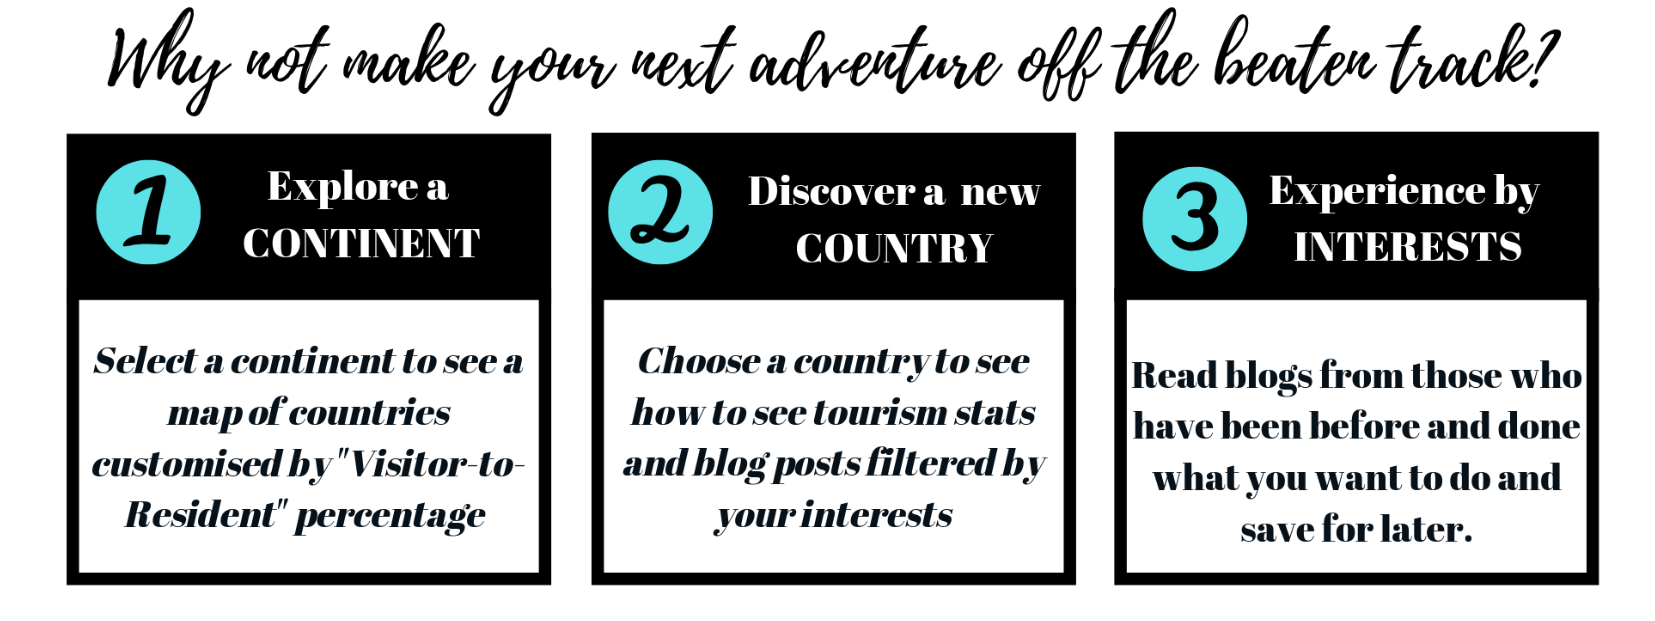 Why not make your next adventure off the beaten track?
1
Explore a
CONTINENT
Select a continent to see a
map of countries
customised by "Visitor-to-
Resident" percentage
2
Discover a new
COUNTRY
Choose a country to see
how to see tourism stats
and blog posts filtered by
your interests
3
Experience by
INTERESTS
Read blogs from those who
have been before and done
what you want to do and
save for later.